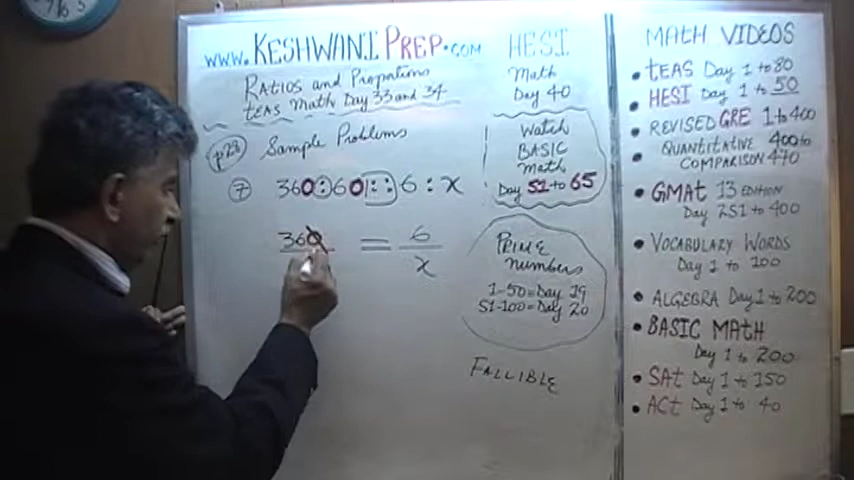 www.KESHWANIPREP.com
RATIOS and PROPATIONS
TEAS Math Day 33 and 34
p23
Sample Problems
7 360:60::6:x
360 = 6
x
HESI
Math
Day 40
Watch
BASIC
Math
Day 51 to 65
PRIME
numbers
1-50=Day 19
51-100=Day 20
FALLIBLE
MATH VIDEOS
• TEAS Day 1 to 80
• HESI Day 1 to 50
• REVISED GRE 1 to 400
• QUANTITATIVE 400 to
COMPARISON 470
• GMAT 13 EDITION
Day 251 to 400
• VOCABULARY WORDS
Day 1 to 100
• ALGEBRA Day 1 to 200
• BASIC MATH
Day 1 to 200
• SAT Day 1 to 150
• ACT Day 1 to 40